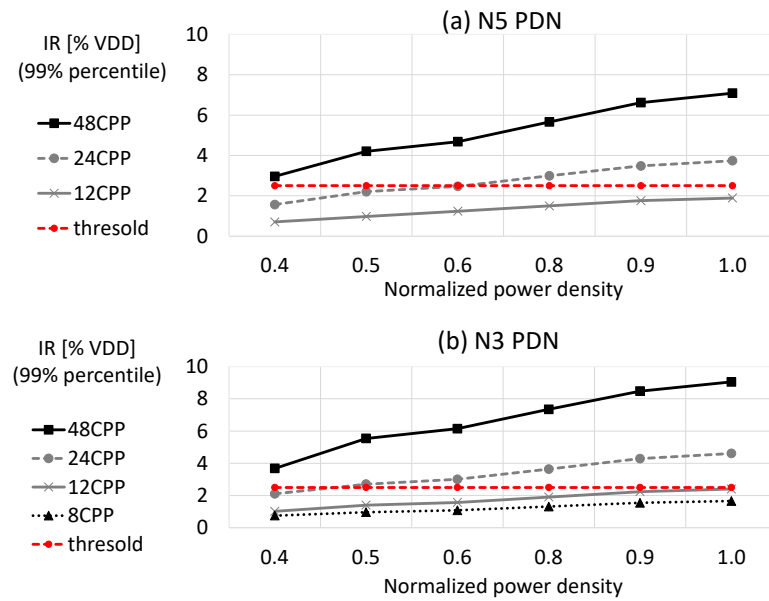 (a) N5 PDN
IR [% VDD]
(99% percentile)
48CPP
24CPP
12CPP
thresold
10
8
6
4
2
0
0.4 0.5 0.6 0.8 0.9 1.0
Normalized power density
(b) N3 PDN
IR [% VDD]
(99% percentile)
48CPP
24CPP
12CPP
8CPP
thresold
10
8
6
4
2
0
0.4 0.5 0.6 0.8 0.9 1.0
Normalized power density